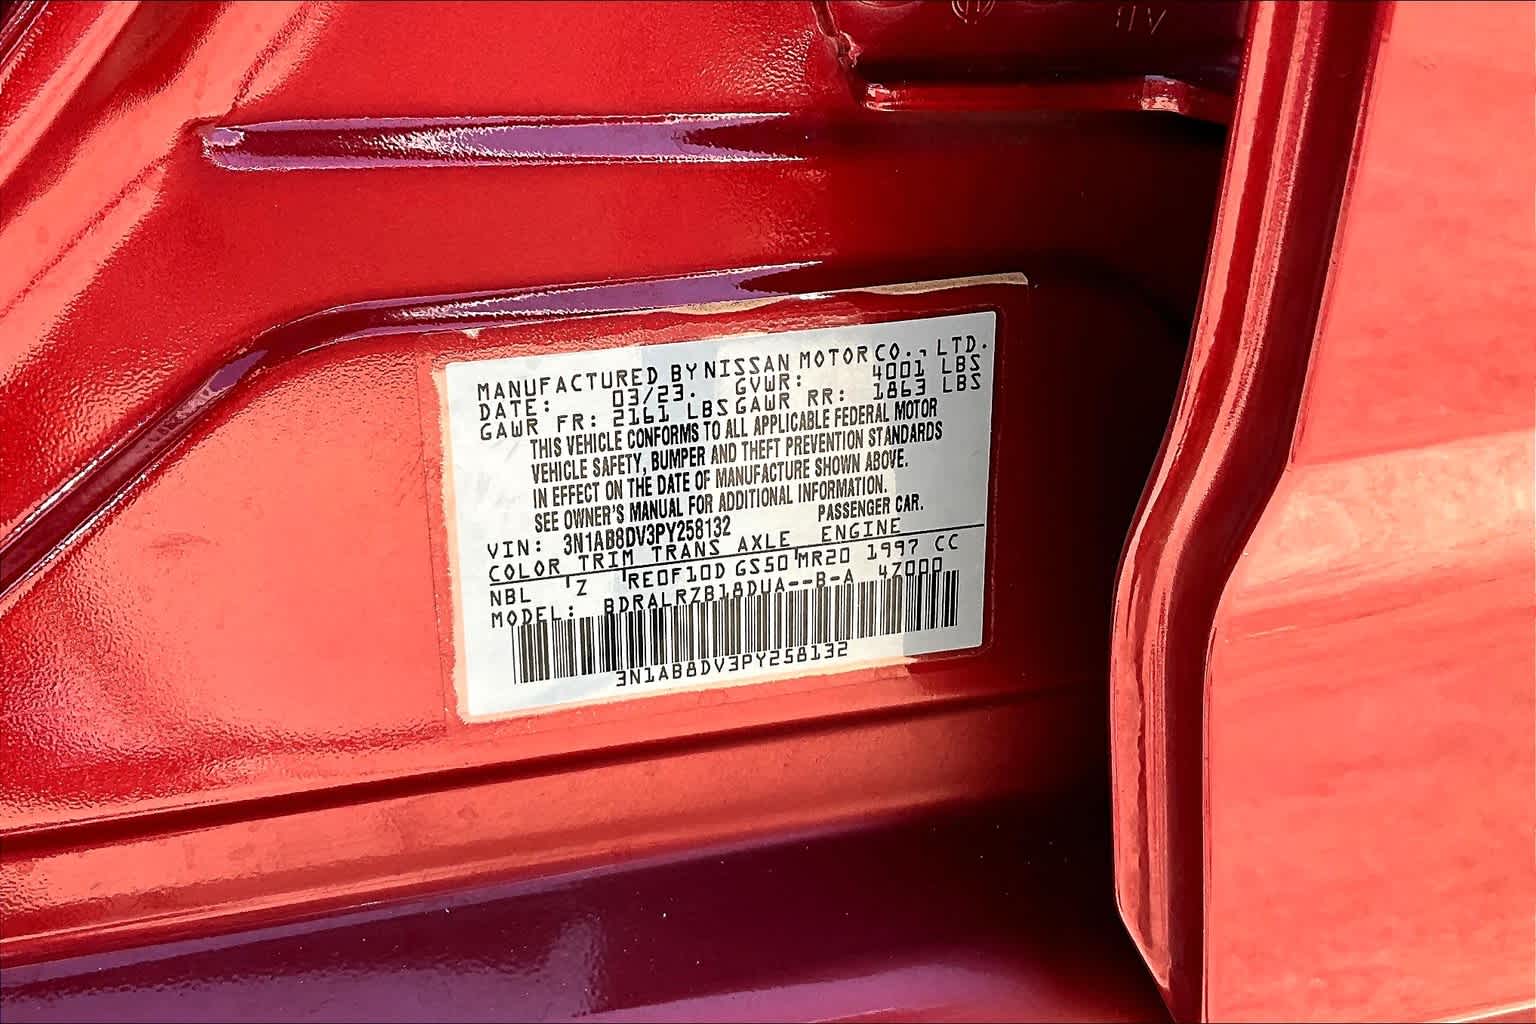 MANUFACTURED BY NISSAN MOTOR CO., LTD.
DATE: 03/23. GVWR: 4001 LBS
GAWR FR: 2161 LBS GAWR RR: 1863 LBS
THIS VEHICLE CONFORMS TO ALL APPLICABLE FEDERAL MOTOR
VEHICLE SAFETY, BUMPER AND THEFT PREVENTION STANDARDS
IN EFFECT ON THE DATE OF MANUFACTURE SHOWN ABOVE.
SEE OWNER'S MANUAL FOR ADDITIONAL INFORMATION.
VIN: 3N1AB8DV3PY258132 PASSENGER CAR.
COLOR TRIM TRANS AXLE ENGINE
NBL Z RE0F10D GS50 MR20 1997 CC
MODEL: BDRALRZB18DUA--B-A 47000
3N1AB8DV3PY258132